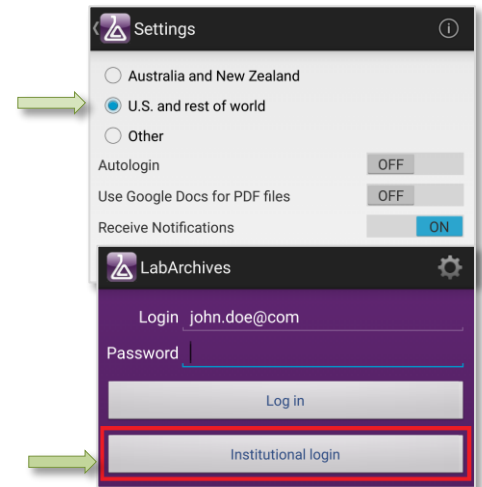 Settings
Australia and New Zealand
U.S. and rest of world
Other
Autologin OFF
Use Google Docs for PDF files OFF
Receive Notifications ON
LabArchives
Login john.doe@com
Password
Log in
Institutional login